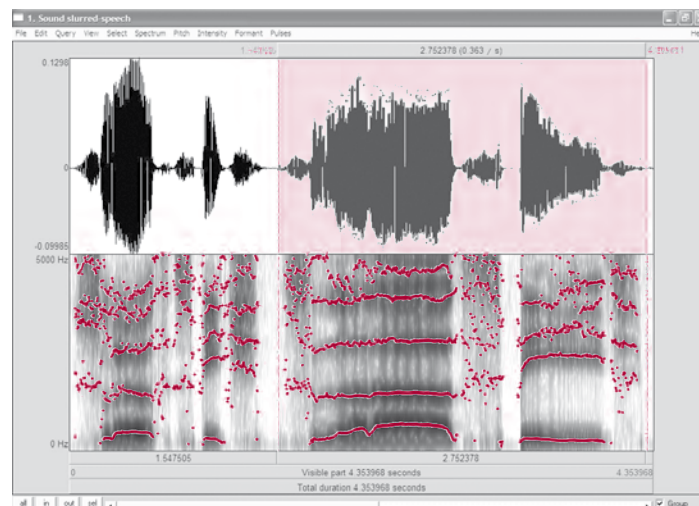 1. Sound slurred-speech
File Edit Query View Select Spectrum Pitch Intensity Formant Pulses
2.752378 (0.363 / s)
0.1298
0
-0.09985
5000 Hz
0 Hz
2.752378
0 Visible part 4.353968 seconds 4.353968
Total duration 4.353968 seconds
all in out sel Group